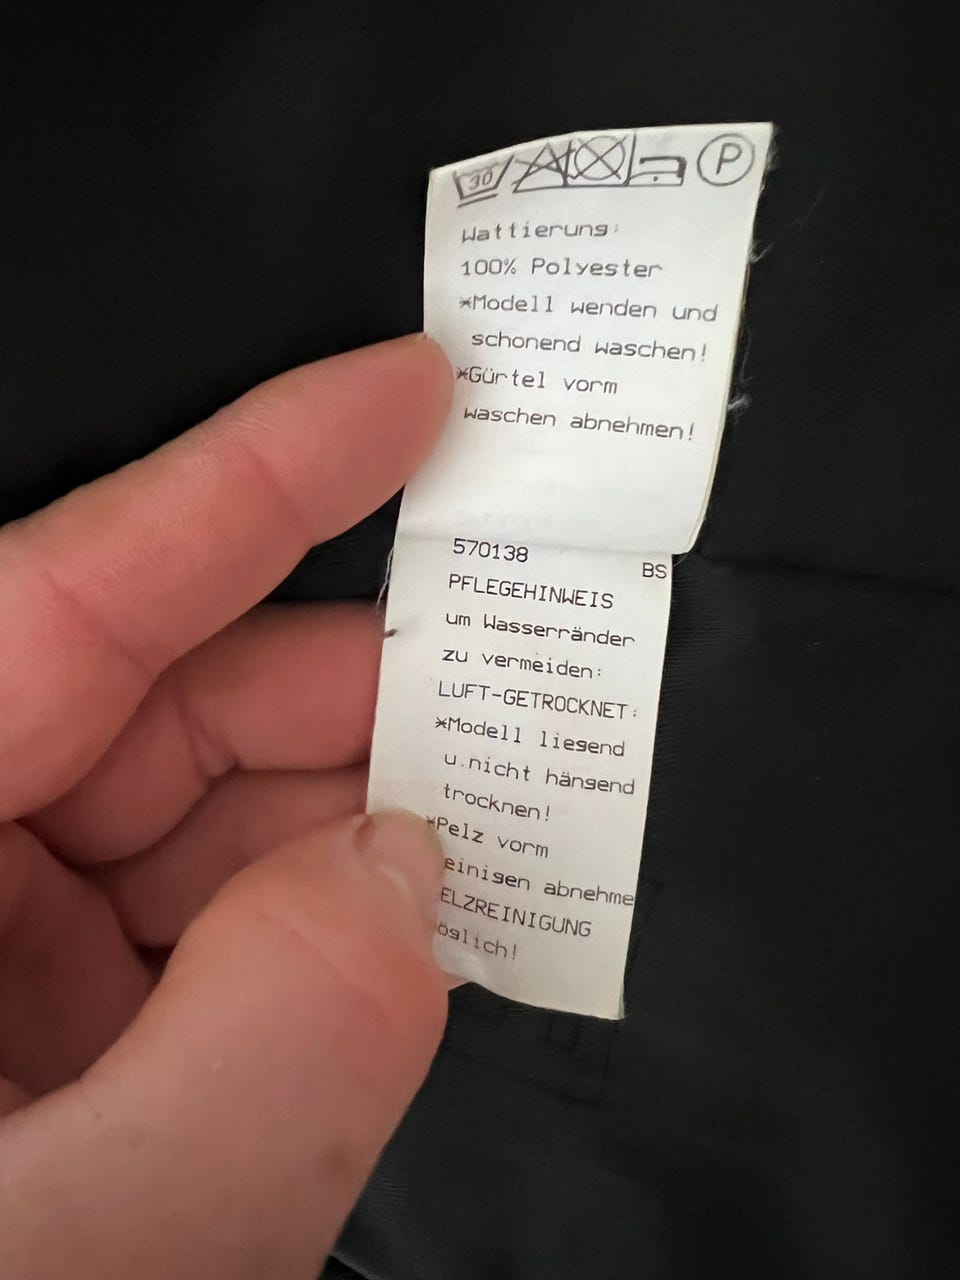 30 P
Wattierung:
100% Polyester
*Modell wenden und
schonend waschen!
*Gürtel vorm
waschen abnehmen!
570138 BS
PFLEGEHINWEIS
um Wasserränder
zu vermeiden:
LUFT-GETROCKNET:
*Modell liegend
u.nicht hängend
trocknen!
*Pelz vorm
einigen abnehme
ELZREINIGUNG
öglich!